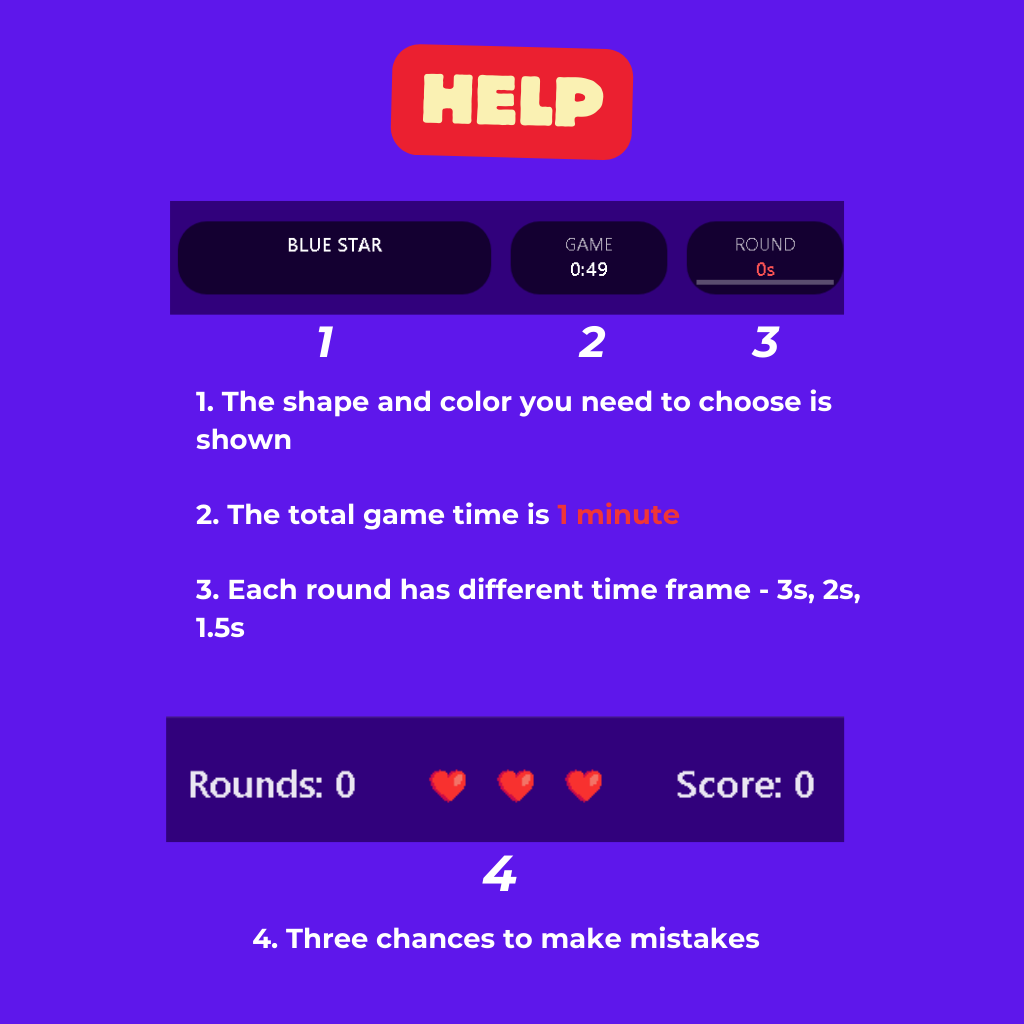 HELP
BLUE STAR
GAME
0:49
ROUND
0s
1
2
3
1. The shape and color you need to choose is
shown
2. The total game time is 1 minute
3. Each round has different time frame - 3s, 2s,
1.5s
Rounds: 0
Score: 0
4
4. Three chances to make mistakes